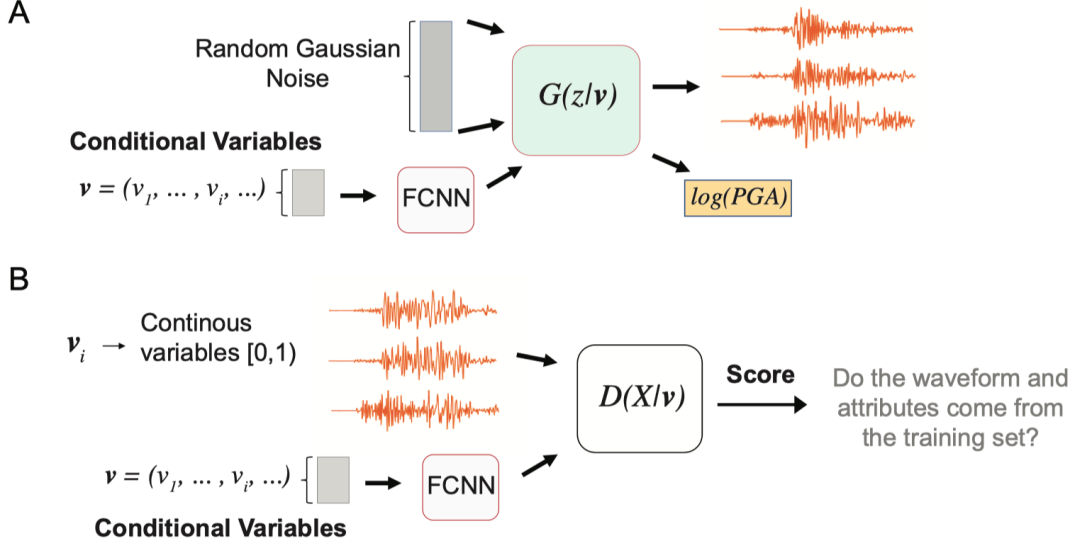 A
Random Gaussian
Noise
G(z/v)
Conditional Variables
v = (v1, ... , vi, ...)
FCNN
log(PGA)
B
vi → Continous
variables [0,1)
D(X/v)
Score
Do the waveform and
attributes come from
the training set?
v = (v1, ... , vi, ...)
FCNN
Conditional Variables